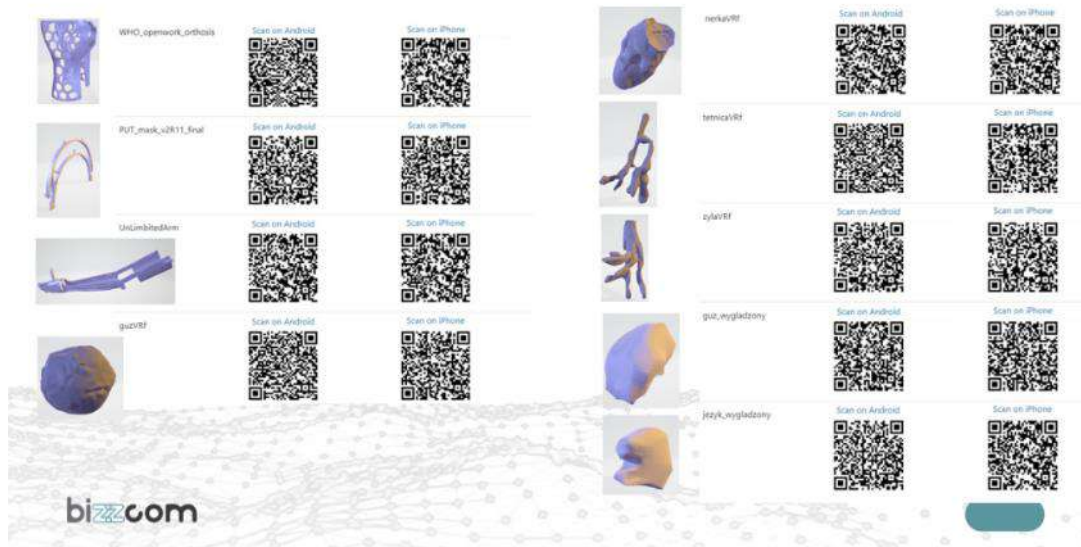 WHO_openwork_orthosis
Scan on Android
Scan on iPhone
PUT_mask_v2R11_final
Scan on Android
Scan on iPhone
UnLimbitedArm
Scan on Android
Scan on iPhone
guzVRf
Scan on Android
Scan on iPhone
nerkaVRf
Scan on Android
Scan on iPhone
tetnicaVRf
Scan on Android
Scan on iPhone
zylaVRf
Scan on Android
Scan on iPhone
guz_wygladzony
Scan on Android
Scan on iPhone
jezyk_wygladzony
Scan on Android
Scan on iPhone
bizzcom